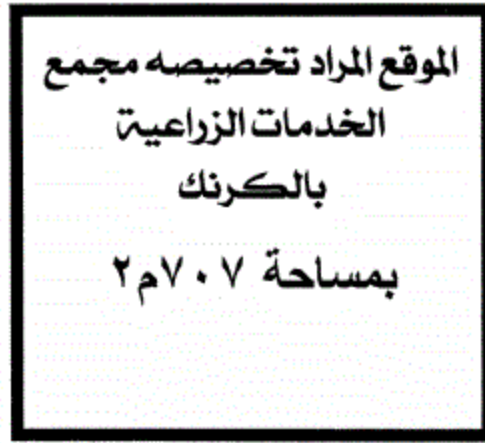 الموقع المراد تخصيصه مجمع
الخدمات الزراعية
بالكرنك
بمساحة ٧٠٧م٢